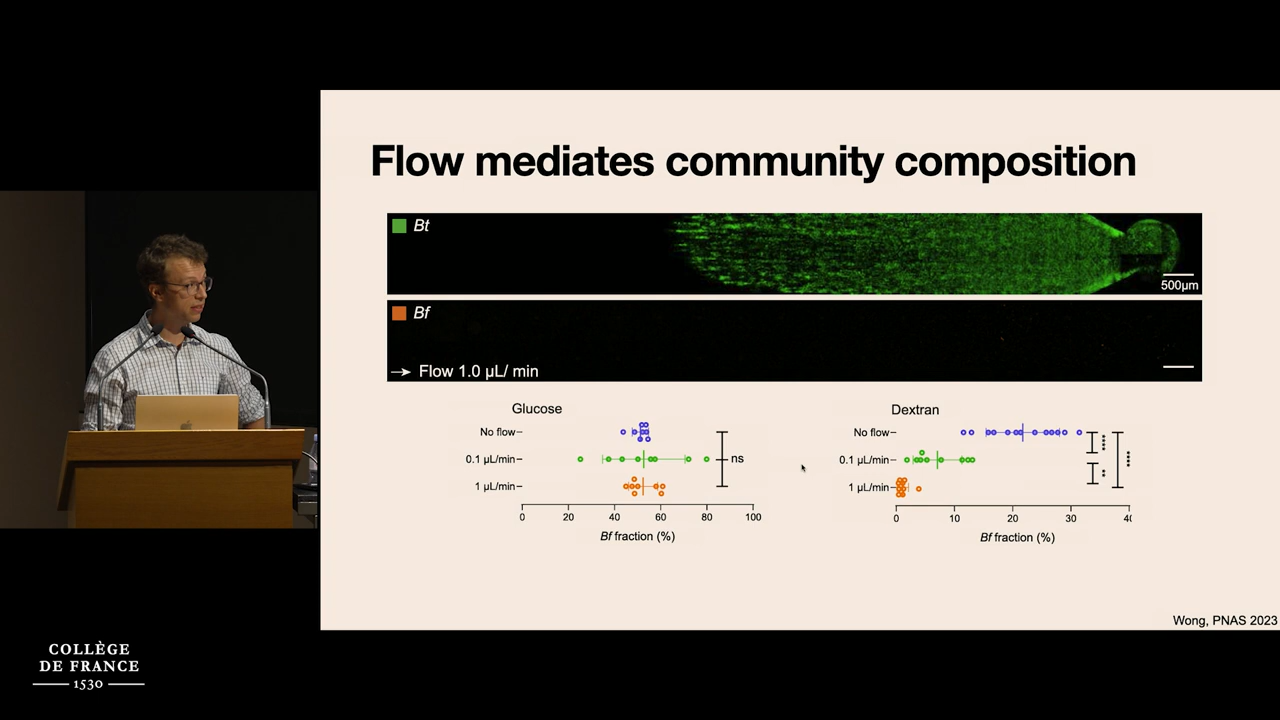 Flow mediates community composition
Bt
500µm
Bf
Flow 1.0 µL/ min
Glucose
No flow
0.1 µL/min
1 µL/min
ns
0 20 40 60 80 100
Bf fraction (%)
Dextran
No flow
0.1 µL/min
1 µL/min
****
**
****
0 10 20 30 40
Bf fraction (%)
Wong, PNAS 2023
COLLÈGE
DE FRANCE
1530